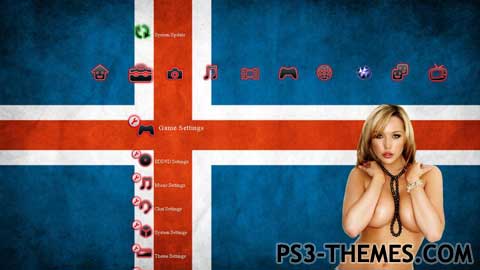 System Update
Game Settings
BD/DVD Settings
Music Settings
Chat Settings
System Settings
Theme Settings
PS3-THEMES.COM